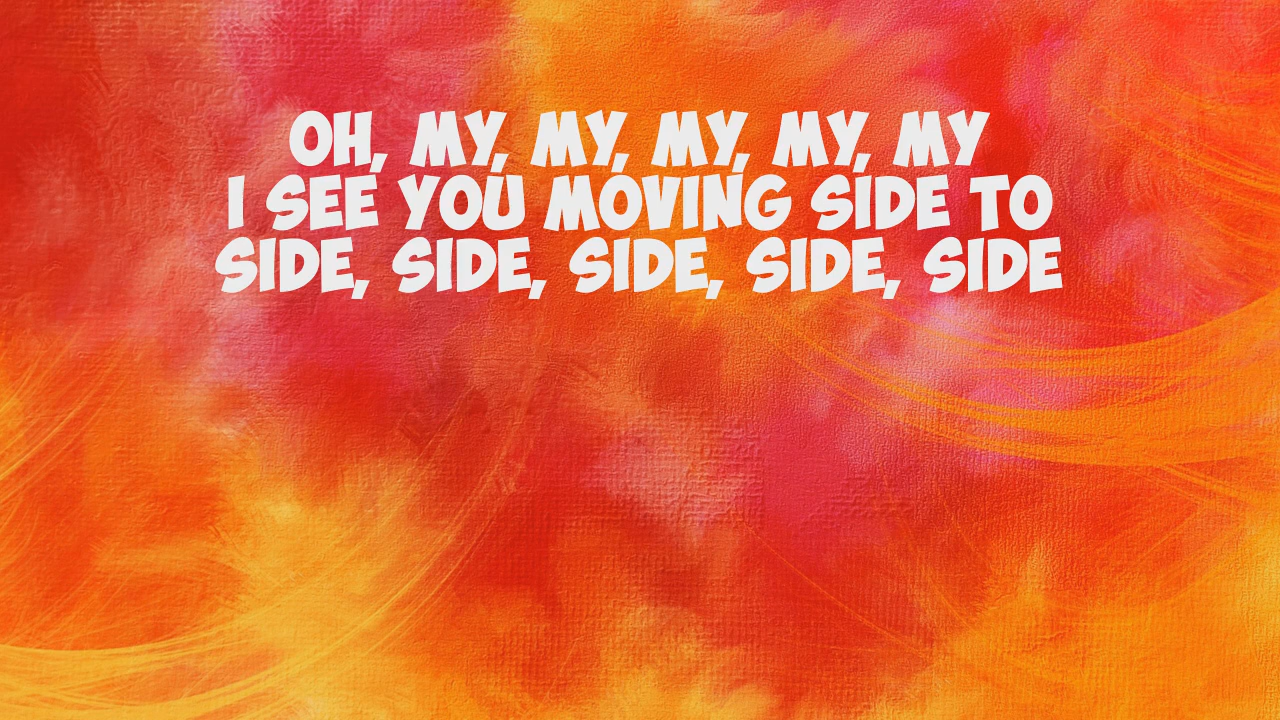 OH, MY, MY, MY, MY, MY
I SEE YOU MOVING SIDE TO
SIDE, SIDE, SIDE, SIDE, SIDE